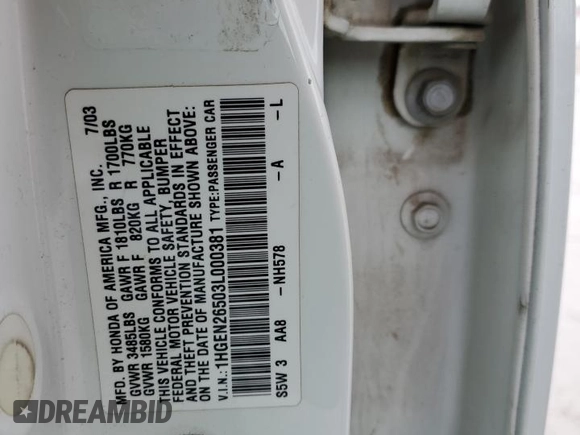 MFD. BY HONDA OF AMERICA MFG., INC. 7/03
GVWR 3485LBS GAWR F 1810LBS R 1700LBS
GVWR 1580KG GAWR F 820KG R 770KG
THIS VEHICLE CONFORMS TO ALL APPLICABLE
FEDERAL MOTOR VEHICLE SAFETY, BUMPER
AND THEFT PREVENTION STANDARDS IN EFFECT
ON THE DATE OF MANUFACTURE SHOWN ABOVE:
V.I.N.: 1HGEN26503L000381 TYPE: PASSENGER CAR
S5W 3 AA8 -NH578 -A -L
DREAMBID